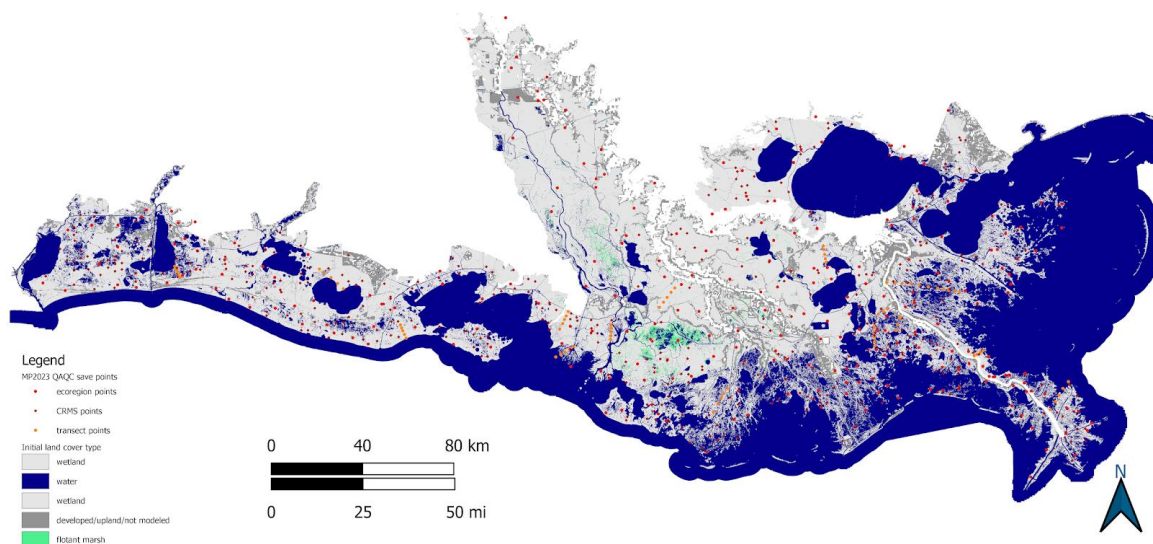 N
Legend
MP2023 QAQC save points
ecoregion points
CRMS points
transect points
Initial land cover type
wetland
water
wetland
developed/upland/not modeled
flotant marsh
0 40 80 km
0 25 50 mi